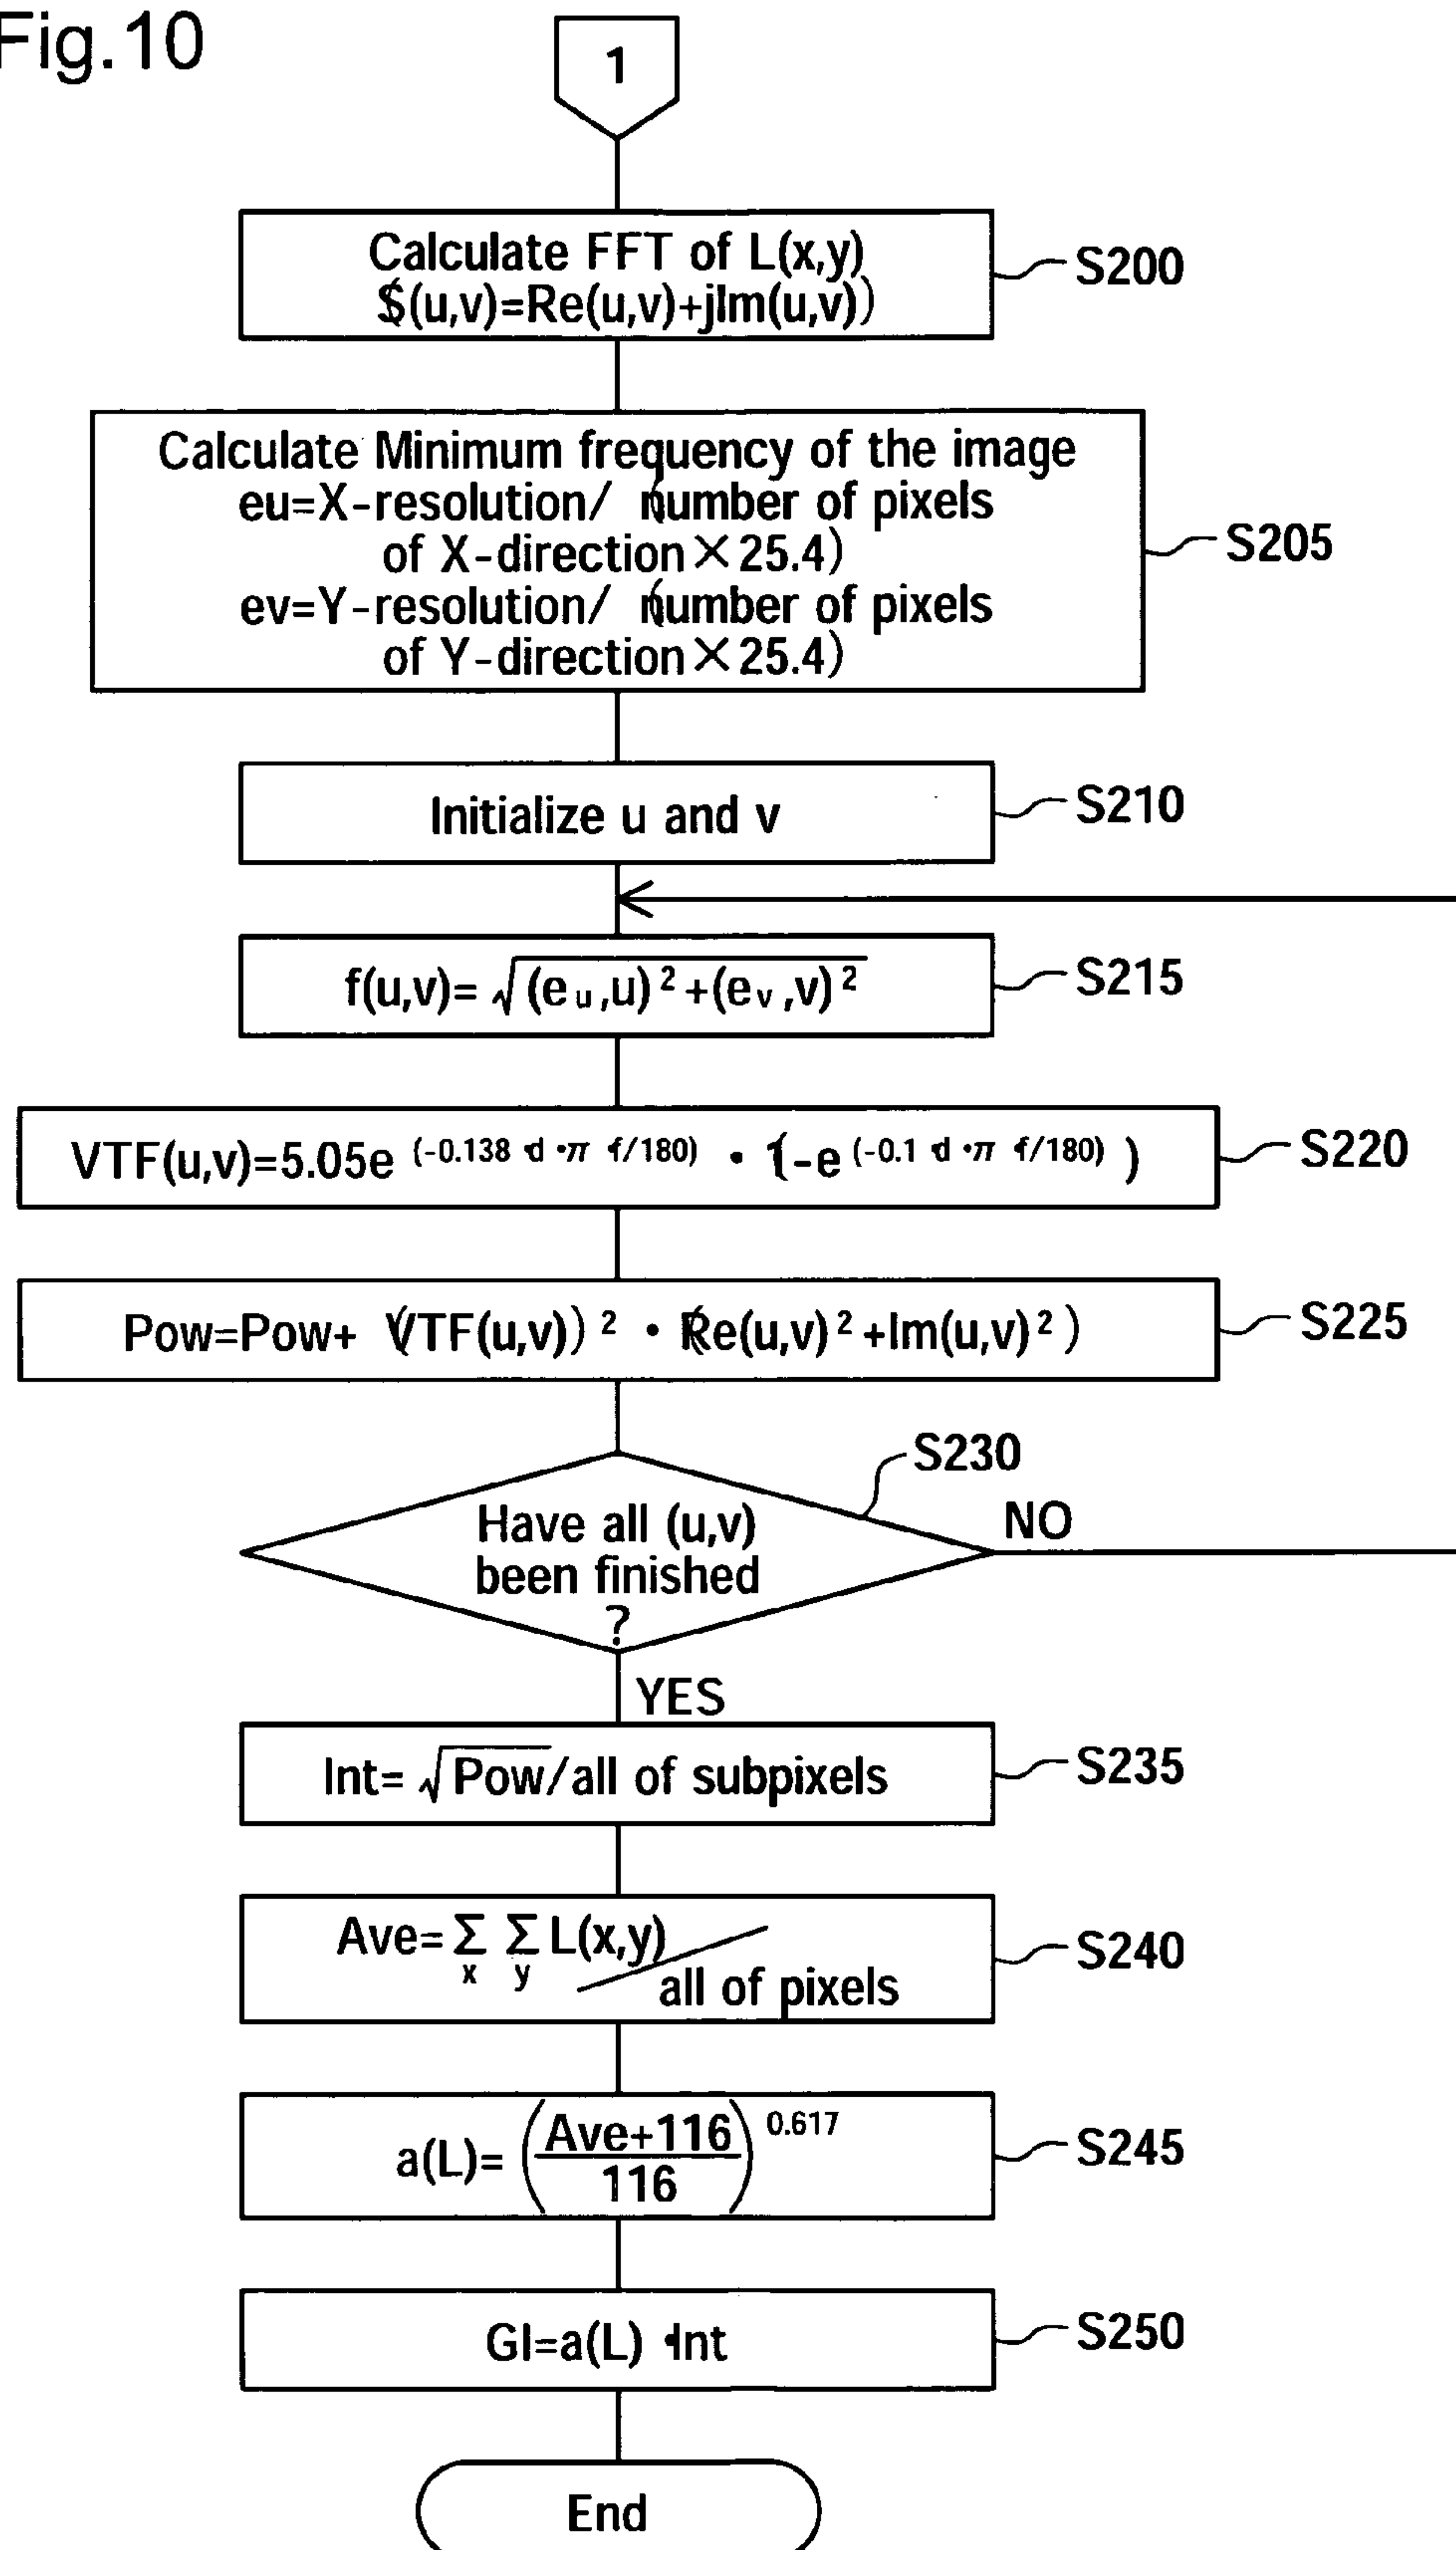 Fig.10
1
Calculate FFT of L(x,y)
(S(u,v)=Re(u,v)+jIm(u,v))
S200
Calculate Minimum frequency of the image
eu=X-resolution/ (number of pixels
of X-direction×25.4)
ev=Y-resolution/ (number of pixels
of Y-direction×25.4)
S205
Initialize u and v
S210
f(u,v)= √(e u ,u) ² +(e v ,v) ²
S215
VTF(u,v)=5.05e (-0.138 d・π f/180) ・ (1-e (-0.1 d・π f/180) )
S220
Pow=Pow+ (VTF(u,v)) ² ・ (Re(u,v) ² +Im(u,v) ² )
S225
S230
Have all (u,v)
been finished
?
NO
YES
Int= √Pow/all of subpixels
S235
Ave= Σ x Σ y L(x,y)
/ all of pixels
S240
a(L)= (Ave+116 / 116) 0.617
S245
GI=a(L) ・Int
S250
End